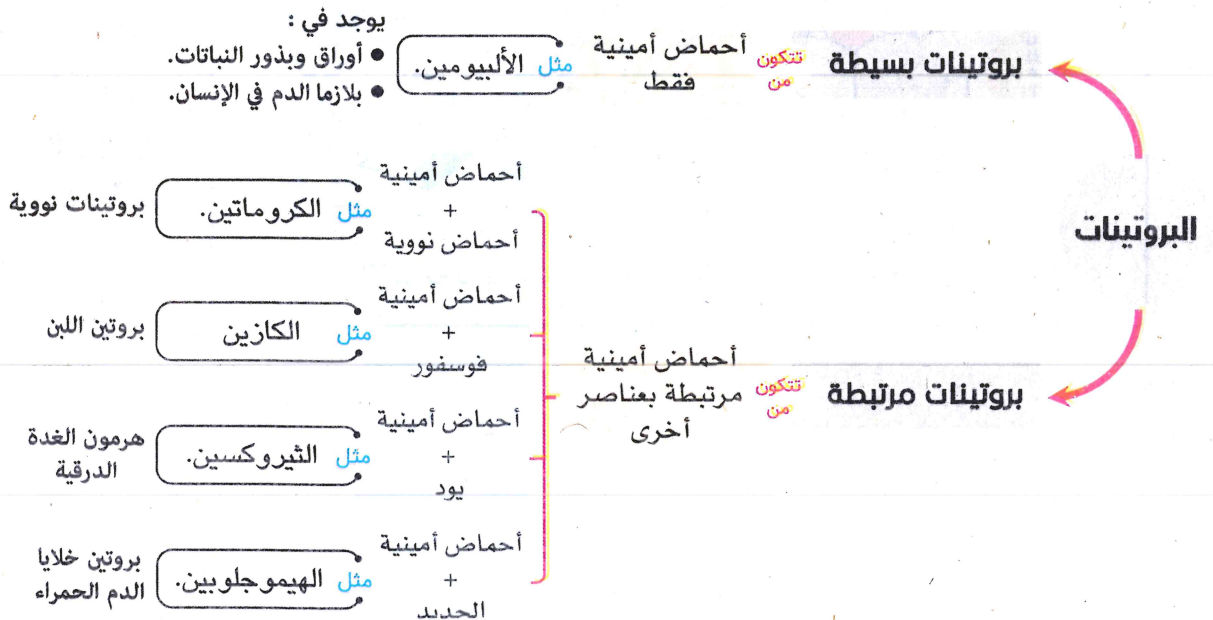 البروتينات
بروتينات بسيطة
تتكون
من
أحماض أمينية
فقط
مثل
الألبيومين.
يوجد في :
● أوراق وبذور النباتات.
● بلازما الدم في الإنسان.
بروتينات مرتبطة
تتكون
من
أحماض أمينية
مرتبطة بعناصر
أخرى
أحماض أمينية
+
أحماض نووية
مثل
الكروماتين.
بروتينات نووية
أحماض أمينية
+
فوسفور
مثل
الكازين
بروتين اللبن
أحماض أمينية
+
يود
مثل
الثيروكسين.
هرمون الغدة
الدرقية
أحماض أمينية
+
الحديد
مثل
الهيموجلوبين.
بروتين خلايا
الدم الحمراء